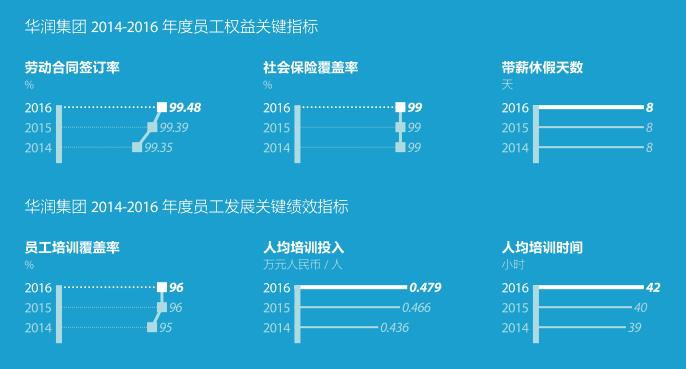 华润集团 2014-2016 年度员工权益关键指标
劳动合同签订率
%
2016 99.48
2015 99.39
2014 99.35
社会保险覆盖率
%
2016 99
2015 99
2014 99
带薪休假天数
天
2016 8
2015 8
2014 8
华润集团 2014-2016 年度员工发展关键绩效指标
员工培训覆盖率
%
2016 96
2015 96
2014 95
人均培训投入
万元人民币 / 人
2016 0.479
2015 0.466
2014 0.436
人均培训时间
小时
2016 42
2015 40
2014 39